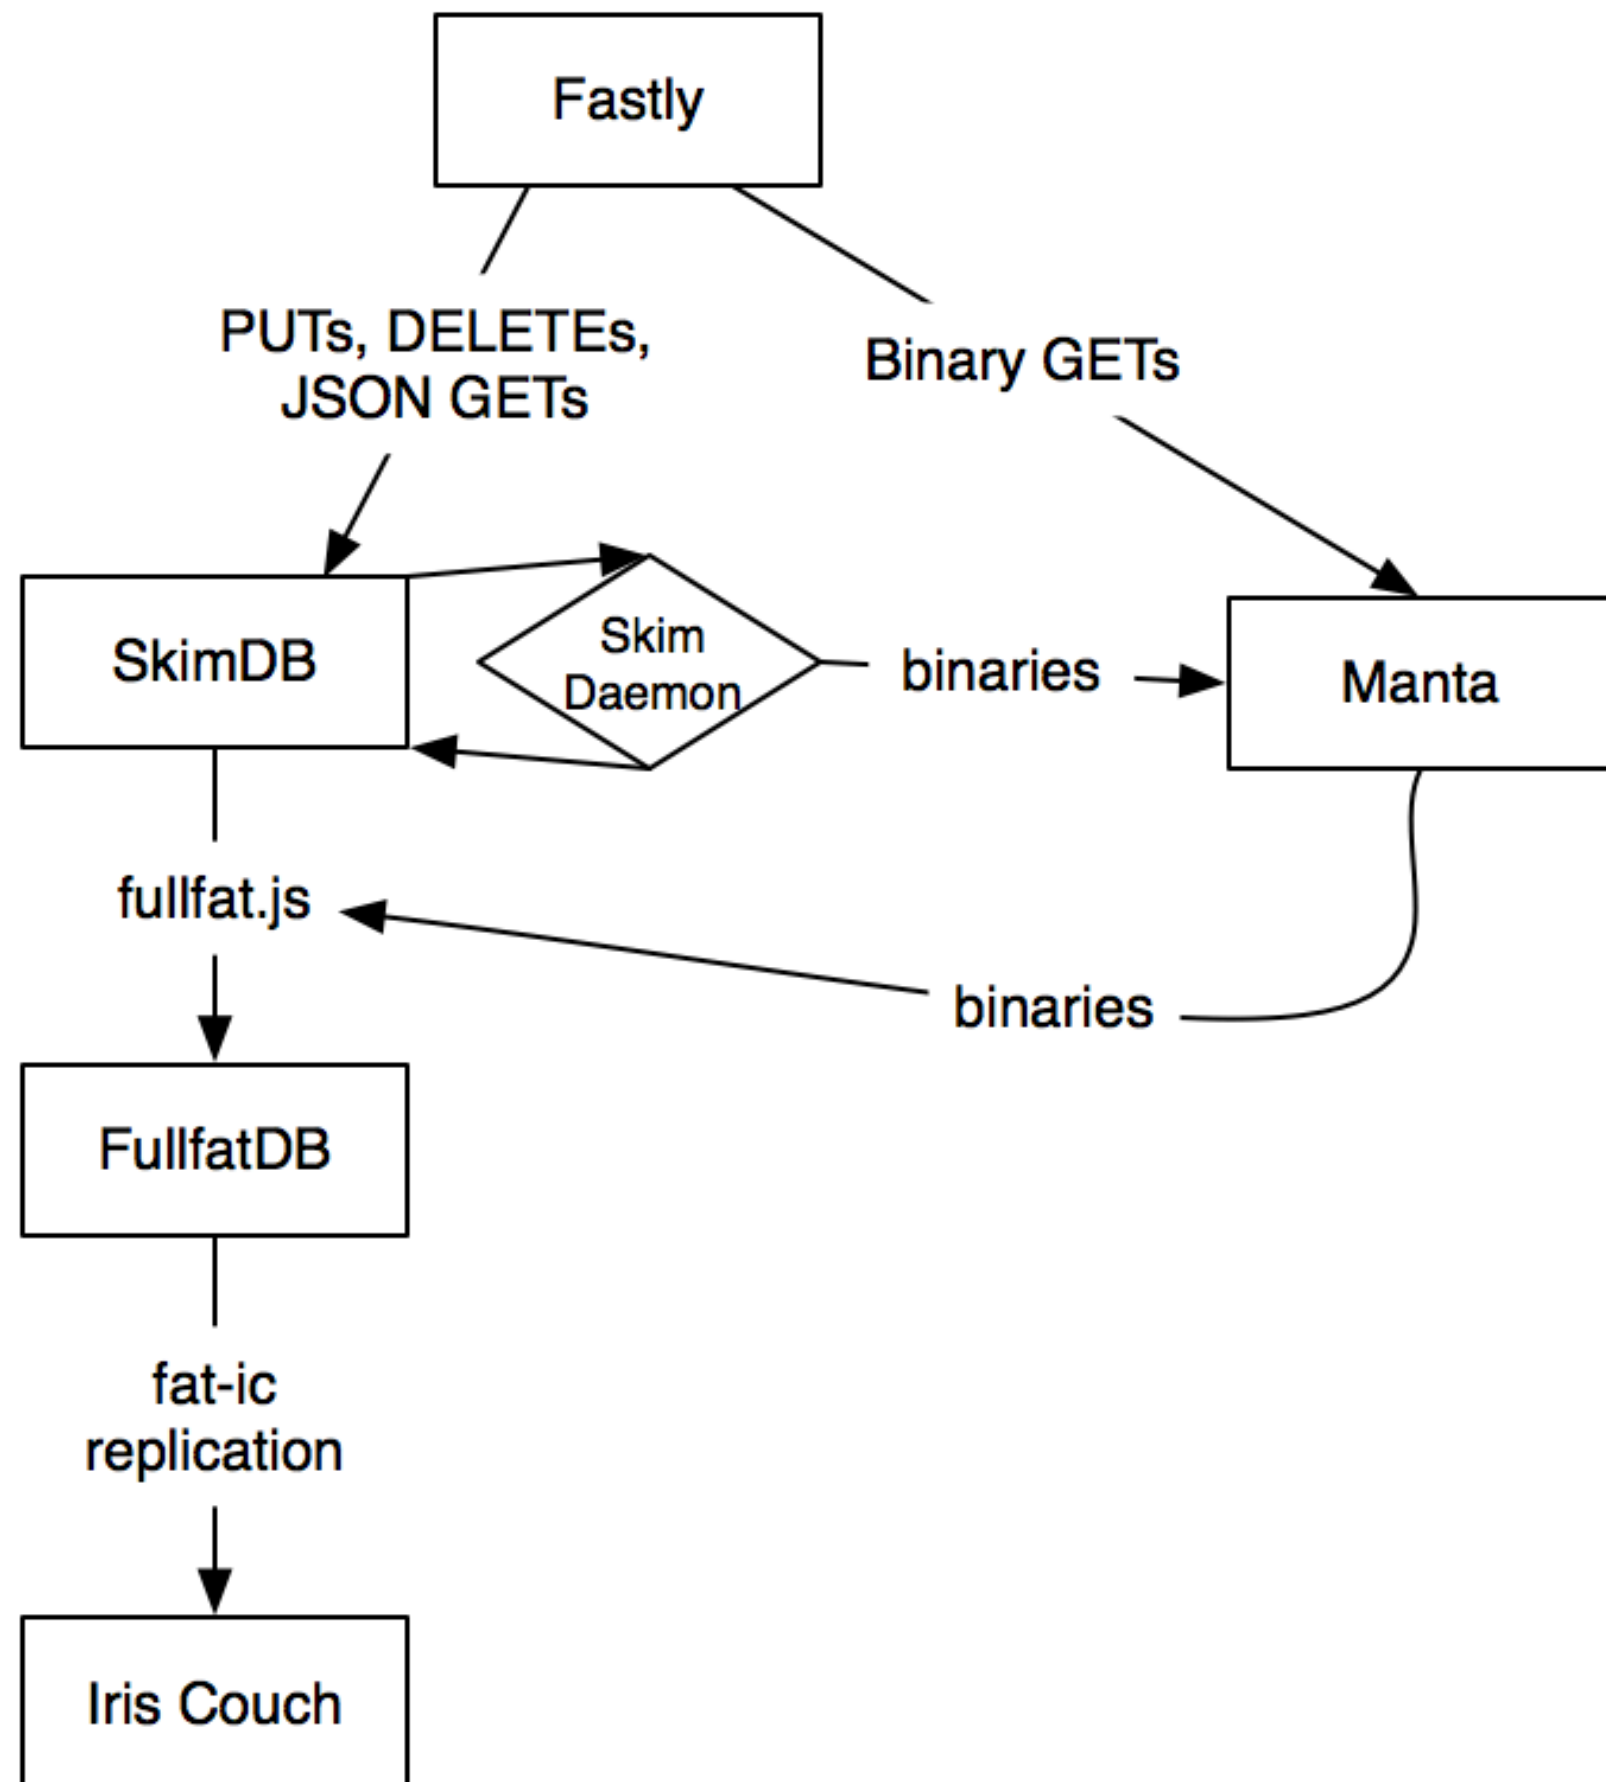 Fastly
PUTs, DELETEs,
JSON GETs
Binary GETs
SkimDB
Skim
Daemon
binaries
Manta
fullfat.js
binaries
FullfatDB
fat-ic
replication
Iris Couch